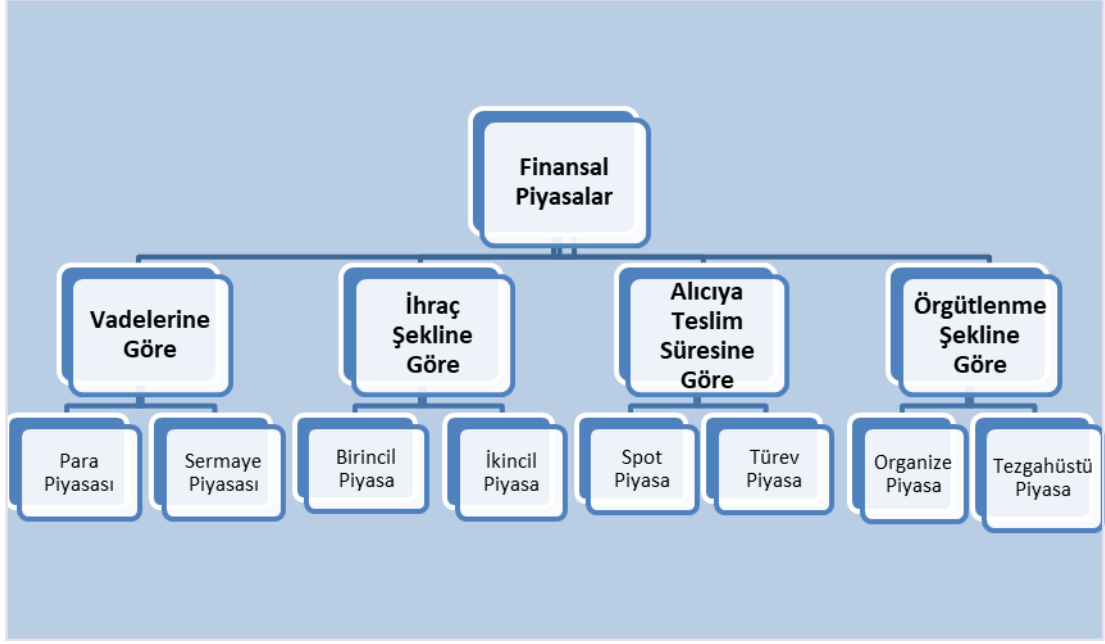 Finansal
Piyasalar
Vadelerine
Göre
İhraç
Şekline
Göre
Alıcıya
Teslim
Süresine
Göre
Örgütlenme
Şekline
Göre
Para
Piyasası
Sermaye
Piyasası
Birincil
Piyasa
İkincil
Piyasa
Spot
Piyasa
Türev
Piyasa
Organize
Piyasa
Tezgahüstü
Piyasa